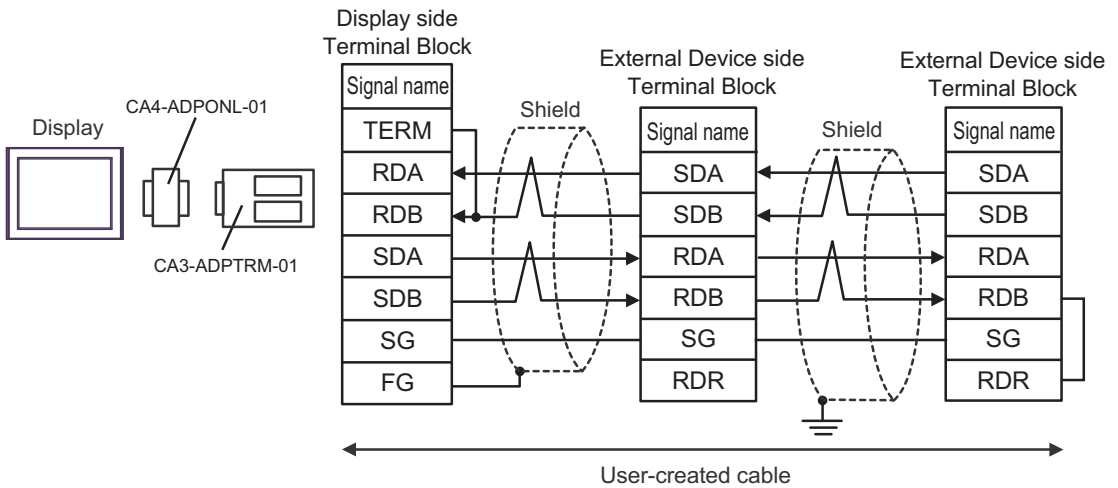 Display side
Terminal Block
External Device side
Terminal Block
External Device side
Terminal Block
Display
CA4-ADPONL-01
CA3-ADPTRM-01
Signal name
TERM
RDA
RDB
SDA
SDB
SG
FG
Shield
Signal name
SDA
SDB
RDA
RDB
SG
RDR
Shield
Signal name
SDA
SDB
RDA
RDB
SG
RDR
User-created cable